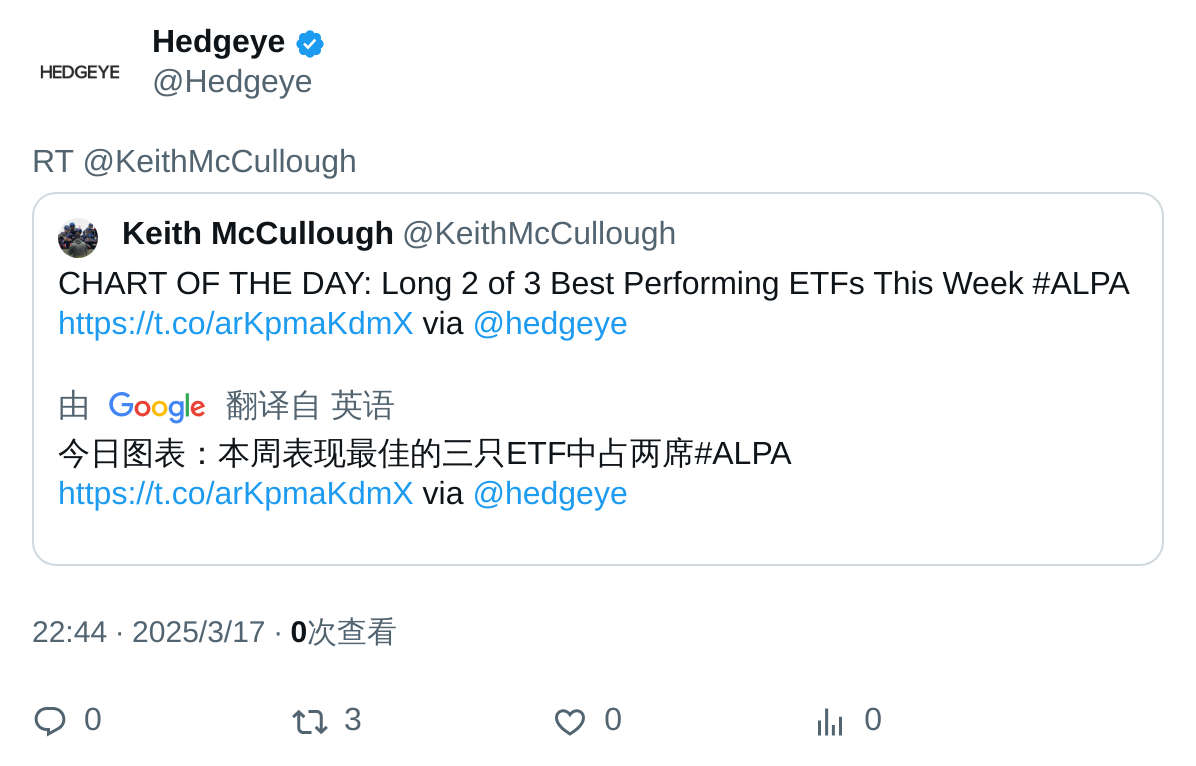 Hedgeye
HEDGEYE
@Hedgeye
RT @KeithMcCullough
Keith McCullough @KeithMcCullough
CHART OF THE DAY: Long 2 of 3 Best Performing ETFs This Week #ALPA
https://t.co/arKpmaKdmX via @hedgeye
由 Google 翻译自 英语
今日图表：本周表现最佳的三只ETF中占两席#ALPA
https://t.co/arKpmaKdmX via @hedgeye
22:44 · 2025/3/17 · 0次查看
0 3 0 0